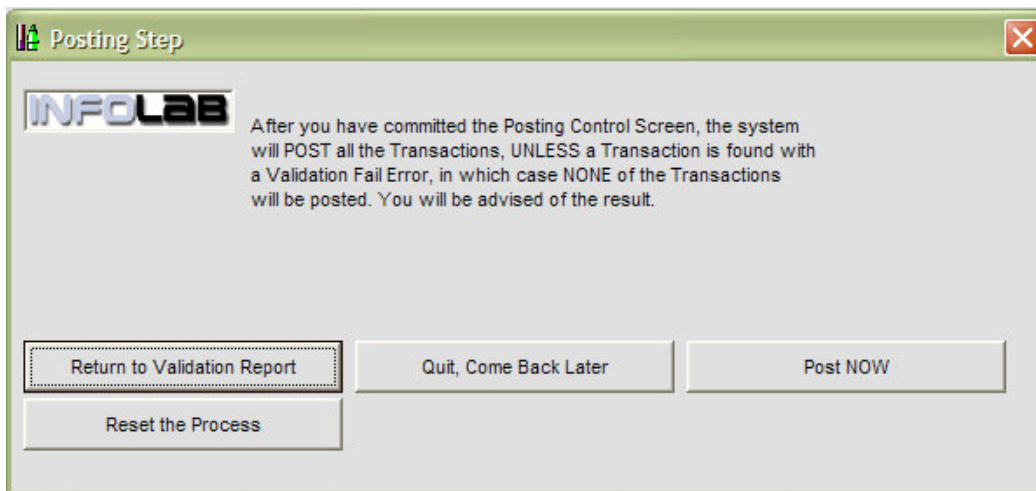 Posting Step
INFOLAB
After you have committed the Posting Control Screen, the system
will POST all the Transactions, UNLESS a Transaction is found with
a Validation Fail Error, in which case NONE of the Transactions
will be posted. You will be advised of the result.
Return to Validation Report
Quit, Come Back Later
Post NOW
Reset the Process